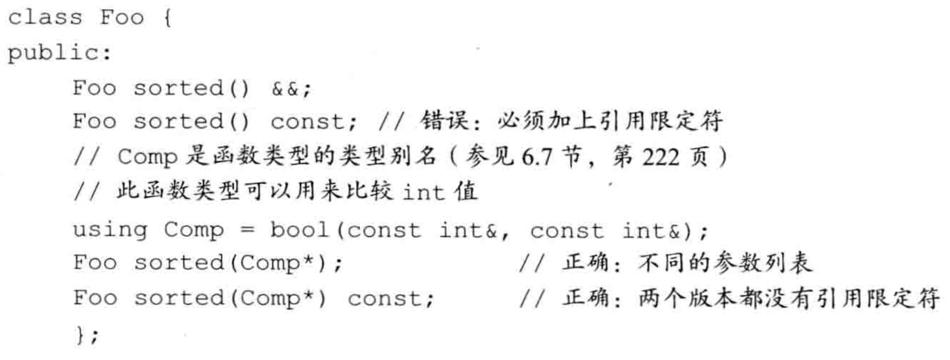 class Foo {
public:
    Foo sorted() &&;
    Foo sorted() const; // 错误：必须加上引用限定符
    // Comp 是函数类型的类型别名（参见 6.7 节，第 222 页）
    // 此函数类型可以用来比较 int 值
    using Comp = bool(const int&, const int&);
    Foo sorted(Comp*);          // 正确：不同的参数列表
    Foo sorted(Comp*) const;    // 正确：两个版本都没有引用限定符
    };